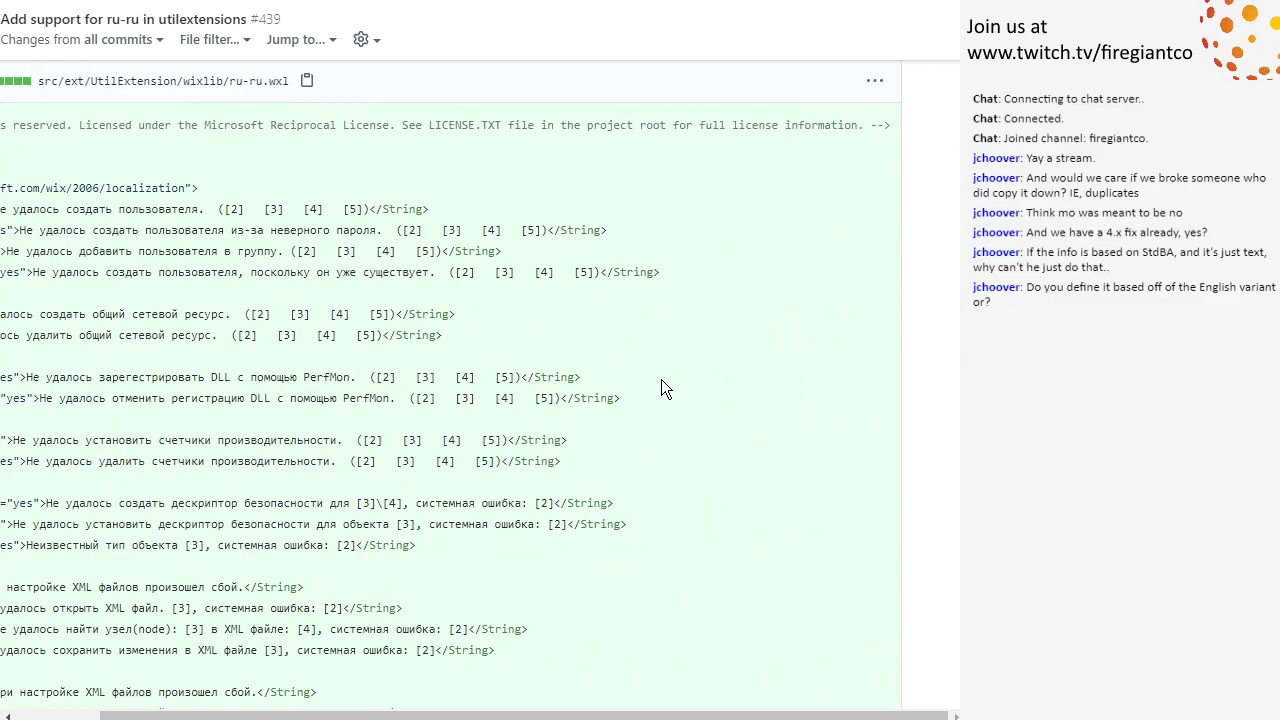 Add support for ru-ru in utilextensions #439
Changes from all commits File filter... Jump to...
src/ext/UtilExtension/wixlib/ru-ru.wxl
s reserved. Licensed under the Microsoft Reciprocal License. See LICENSE.TXT file in the project root for full license information. -->
ft.com/wix/2006/localization">
е удалось создать пользователя. ([2] [3] [4] [5])</String>
s">Не удалось создать пользователя из-за неверного пароля. ([2] [3] [4] [5])</String>
>Не удалось добавить пользователя в группу. ([2] [3] [4] [5])</String>
yes">Не удалось создать пользователя, поскольку он уже существует. ([2] [3] [4] [5])</String>
алось создать общий сетевой ресурс. ([2] [3] [4] [5])</String>
ось удалить общий сетевой ресурс. ([2] [3] [4] [5])</String>
es">Не удалось зарегестрировать DLL с помощью PerfMon. ([2] [3] [4] [5])</String>
"yes">Не удалось отменить регистрацию DLL с помощью PerfMon. ([2] [3] [4] [5])</String>
">Не удалось установить счетчики производительности. ([2] [3] [4] [5])</String>
es">Не удалось удалить счетчики производительности. ([2] [3] [4] [5])</String>
="yes">Не удалось создать дескриптор безопасности для [3]\[4], системная ошибка: [2]</String>
">Не удалось установить дескриптор безопасности для объекта [3], системная ошибка: [2]</String>
es">Неизвестный тип объекта [3], системная ошибка: [2]</String>
настройке XML файлов произошел сбой.</String>
удалось открыть XML файл. [3], системная ошибка: [2]</String>
е удалось найти узел(node): [3] в XML файле: [4], системная ошибка: [2]</String>
удалось сохранить изменения в XML файле [3], системная ошибка: [2]</String>
ри настройке XML файлов произошел сбой.</String>
Join us at
www.twitch.tv/firegiantco
Chat: Connecting to chat server..
Chat: Connected.
Chat: Joined channel: firegiantco.
jchoover: Yay a stream.
jchoover: And would we care if we broke someone who
did copy it down? IE, duplicates
jchoover: Think mo was meant to be no
jchoover: And we have a 4.x fix already, yes?
jchoover: If the info is based on StdBA, and it's just text,
why can't he just do that..
jchoover: Do you define it based off of the English variant
or?